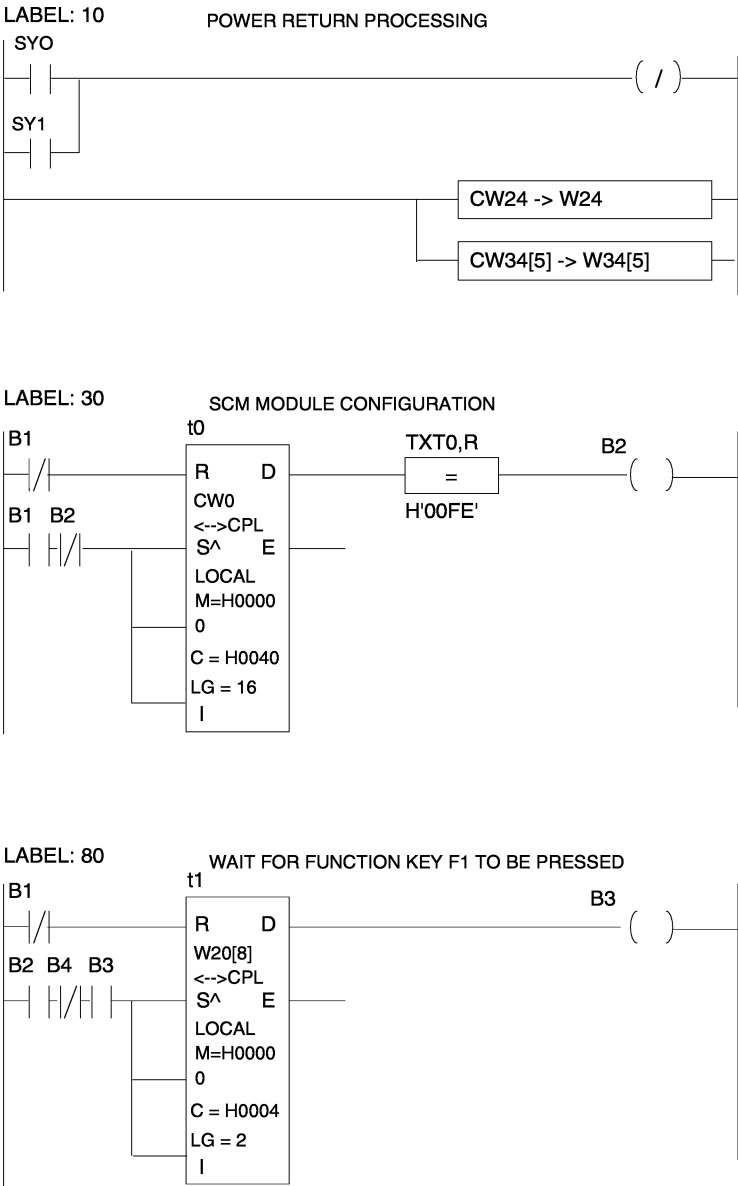 LABEL: 10
POWER RETURN PROCESSING
SY0
( / )
SY1
CW24 -> W24
CW34[5] -> W34[5]
LABEL: 30
SCM MODULE CONFIGURATION
t0
B1
TXT0,R
B2
R D
=
CW0
H'00FE'
<-->CPL
B1 B2
S^ E
LOCAL
M=H0000
0
C = H0040
LG = 16
I
LABEL: 80
WAIT FOR FUNCTION KEY F1 TO BE PRESSED
t1
B1
B3
R D
W20[8]
<-->CPL
B2 B4 B3
S^ E
LOCAL
M=H0000
0
C = H0004
LG = 2
I